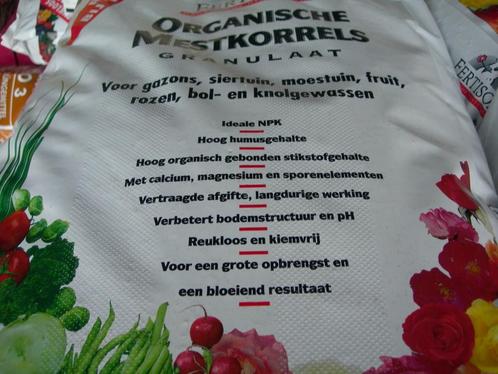 ORGANISCHE
MESTKORRELS
GRANULAAT
Voor gazons, siertuin, moestuin, fruit,
rozen, bol- en knolgewassen
Ideale NPK
Hoog humusgehalte
Hoog organisch gebonden stikstofgehalte
Met calcium, magnesium en sporenelementen
Vertraagde afgifte, langdurige werking
Verbetert bodemstructuur en pH
Reukloos en kiemvrij
Voor een grote opbrengst en
een bloeiend resultaat